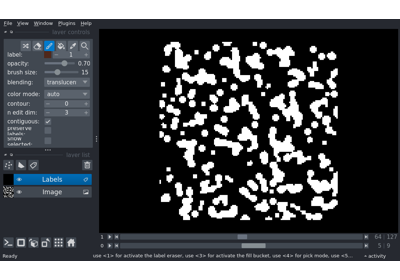 File View Window Plugins Help
layer controls
label: 1
opacity: 0.70
brush size: 15
blending: translucen
color mode: auto
contour: 0
n edit dim: 3
contiguous:
preserve labels:
show selected:
layer list
Labels
Image
1 64 127
0 5 9
Ready use <1> for activate the label eraser, use <3> for activate the fill bucket, use <4> for pick mode, use <5... activity